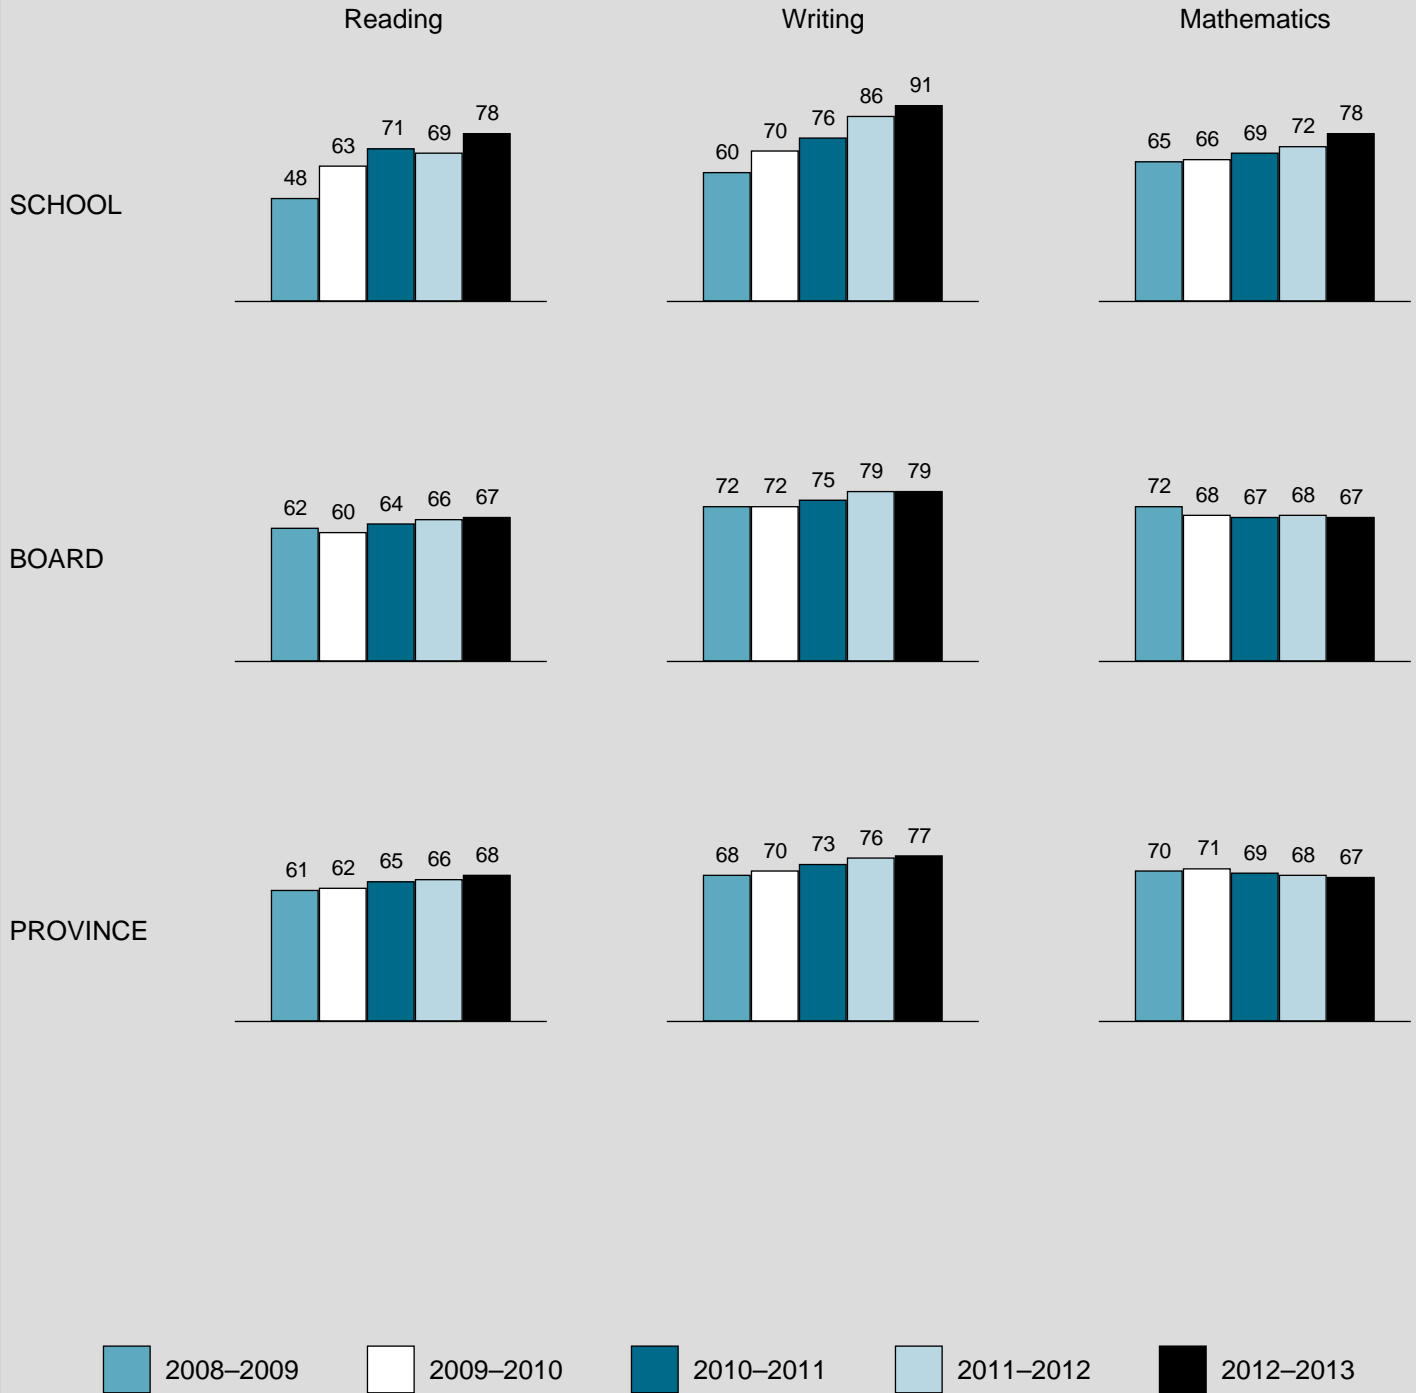 Reading Writing Mathematics
SCHOOL
48 63 71 69 78
60 70 76 86 91
65 66 69 72 78
BOARD
62 60 64 66 67
72 72 75 79 79
72 68 67 68 67
PROVINCE
61 62 65 66 68
68 70 73 76 77
70 71 69 68 67
2008–2009 2009–2010 2010–2011 2011–2012 2012–2013